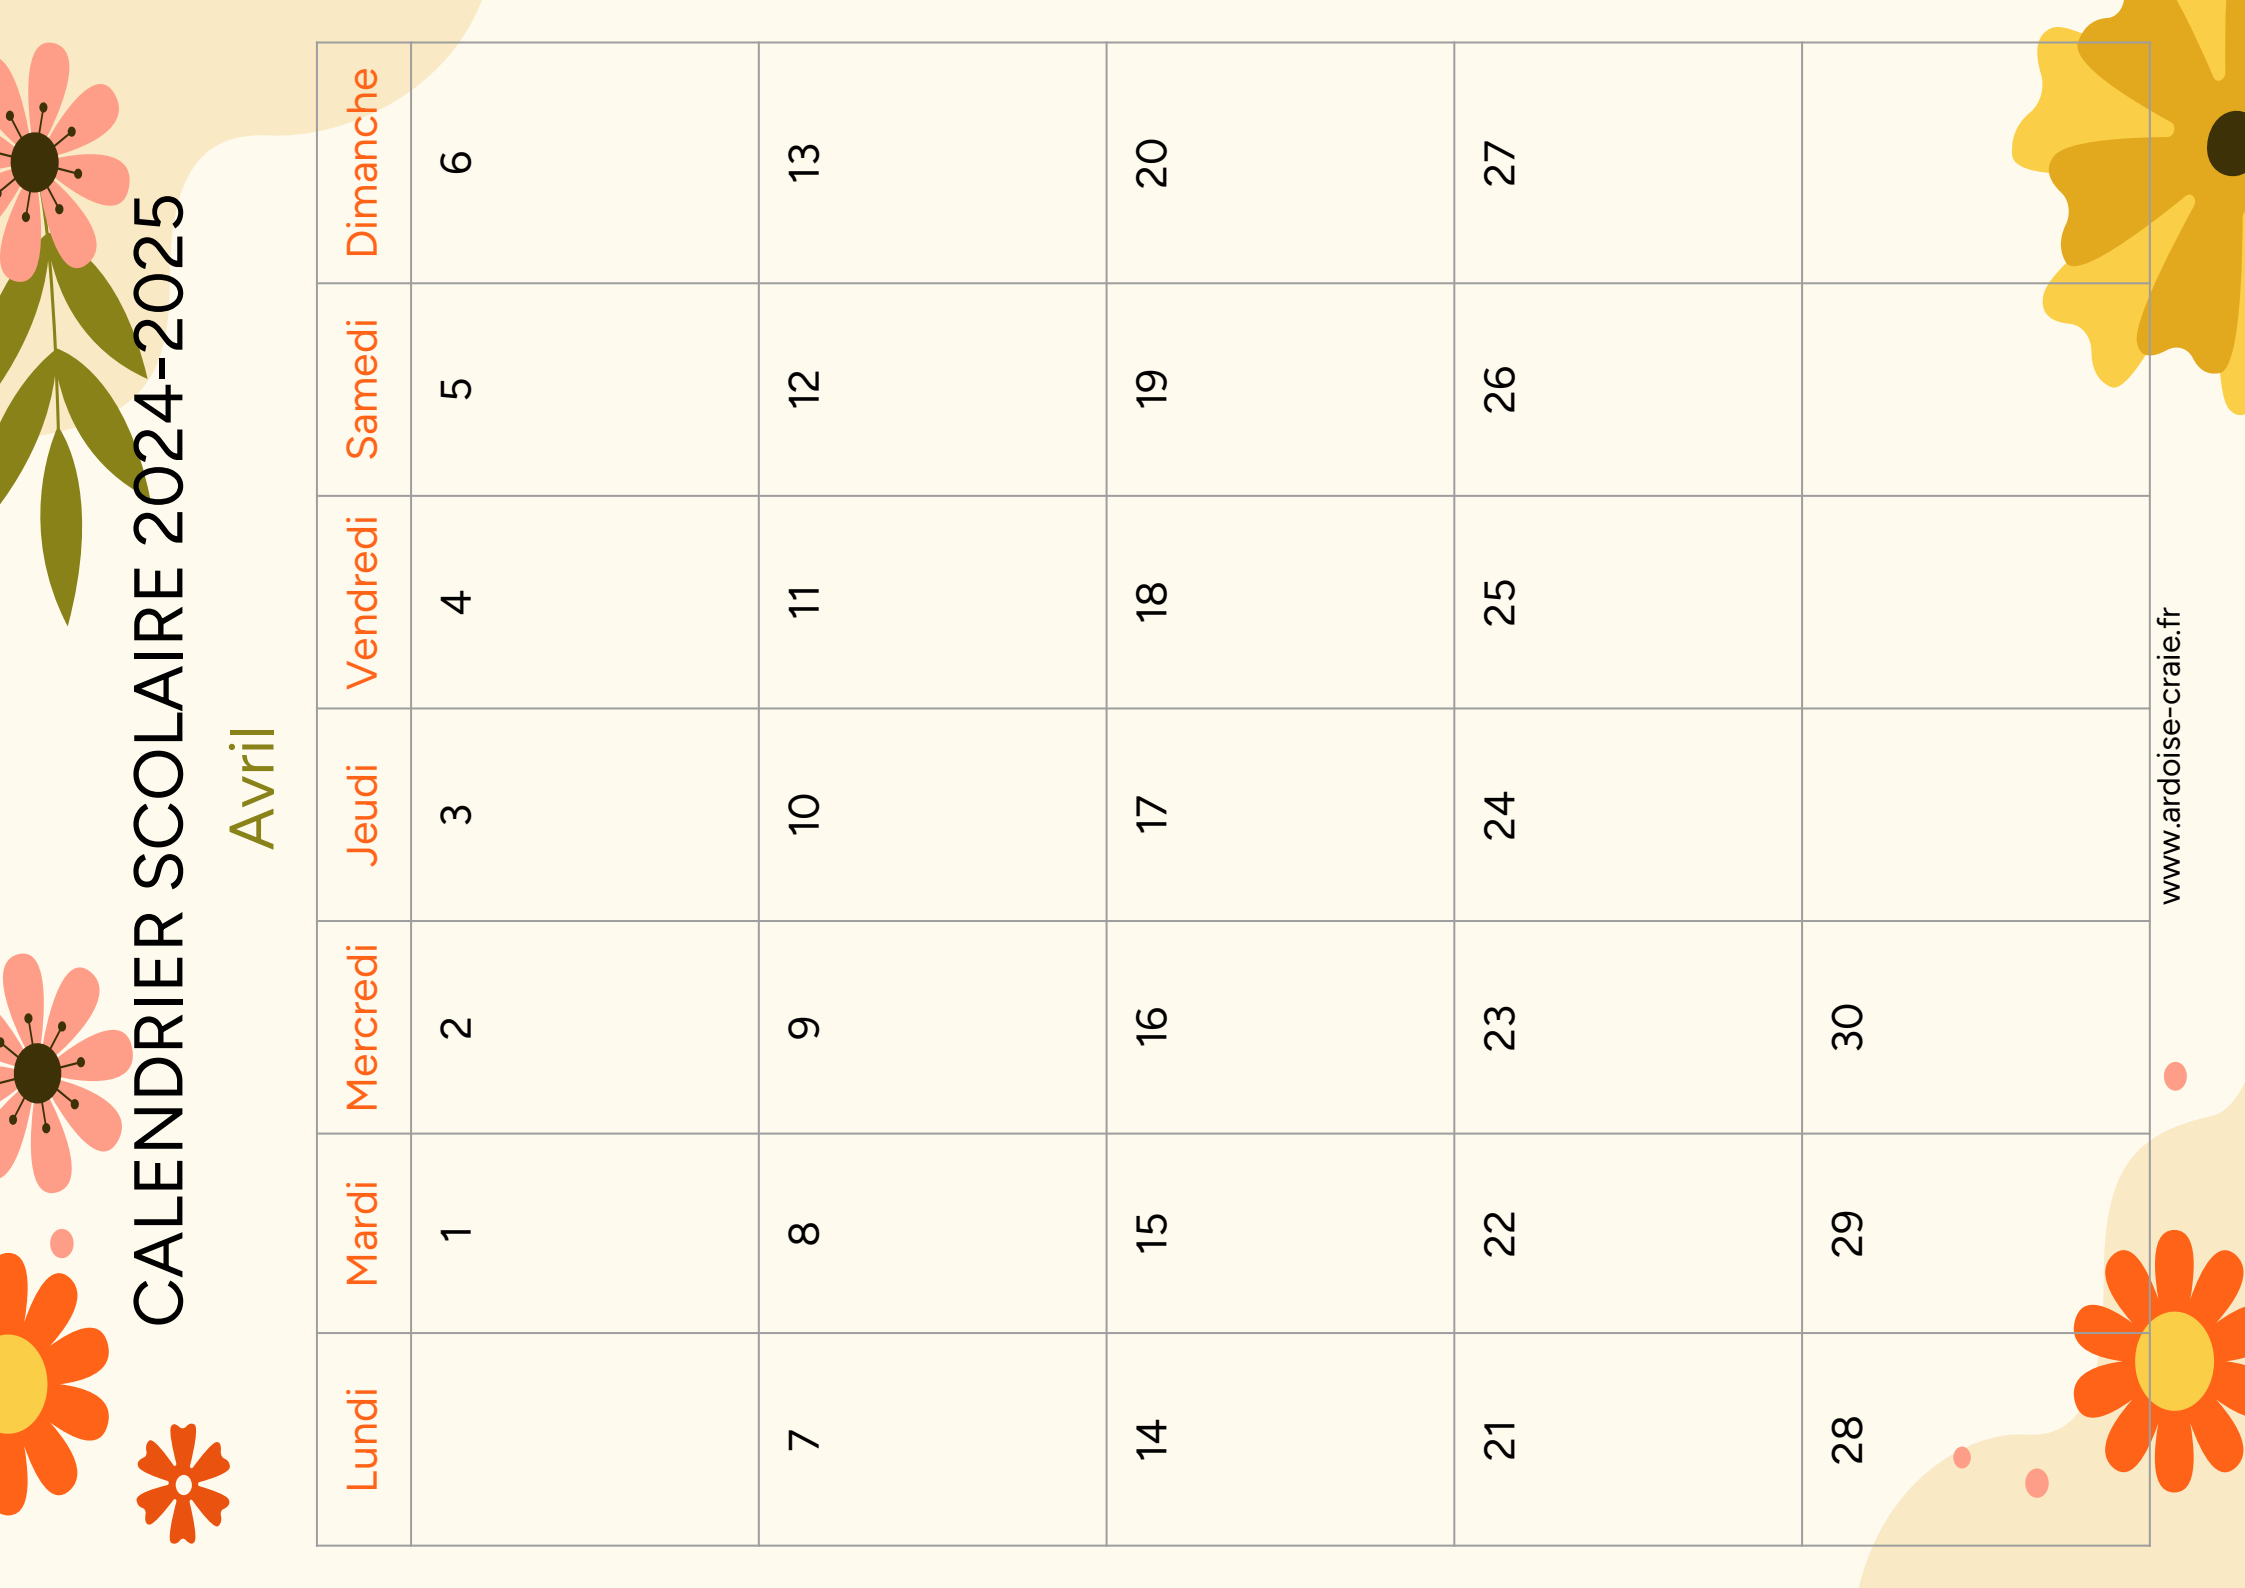 CALENDRIER SCOLAIRE 2024-2025
Avril
Lundi Mardi Mercredi Jeudi Vendredi Samedi Dimanche
1 2 3 4 5 6
7 8 9 10 11 12 13
14 15 16 17 18 19 20
21 22 23 24 25 26 27
28 29 30
www.ardoise-craie.fr